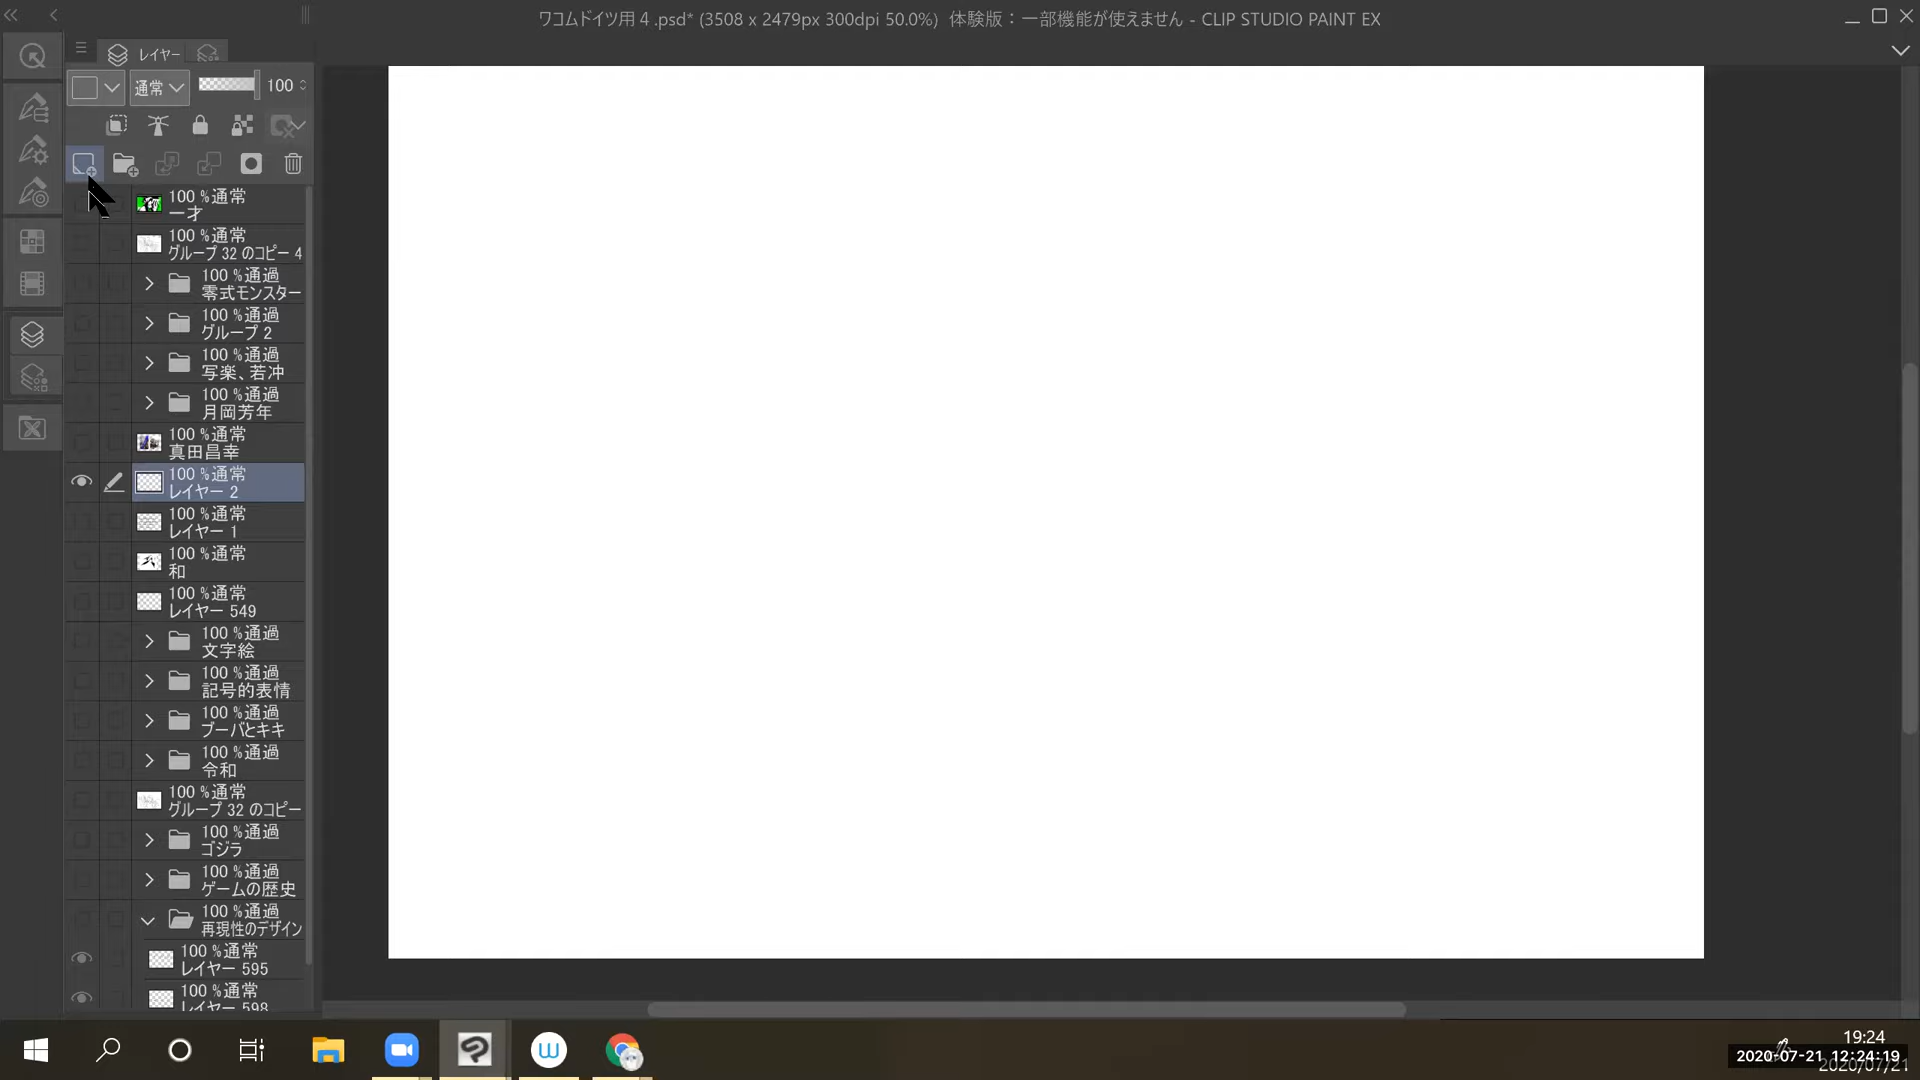 ワコムドイツ用４.psd* (3508 x 2479px 300dpi 50.0%)  体験版：一部機能が使えません - CLIP STUDIO PAINT EX
レイヤー
通常
100
100 %通常
一才
100 %通常
グループ 32 のコピー 4
100 %通過
零式モンスター
100 %通過
グループ 2
100 %通過
写楽、若冲
100 %通過
月岡芳年
100 %通常
真田昌幸
100 %通常
レイヤー 2
100 %通常
レイヤー 1
100 %通常
和
100 %通常
レイヤー 549
100 %通過
文字絵
100 %通過
記号的表情
100 %通過
ブーバとキキ
100 %通過
令和
100 %通常
グループ 32 のコピー
100 %通過
ゴジラ
100 %通過
ゲームの歴史
100 %通過
再現性のデザイン
100 %通常
レイヤー 595
100 %通常
レイヤー 598
19:24
2020-07-21 12:24:19
2020/07/21